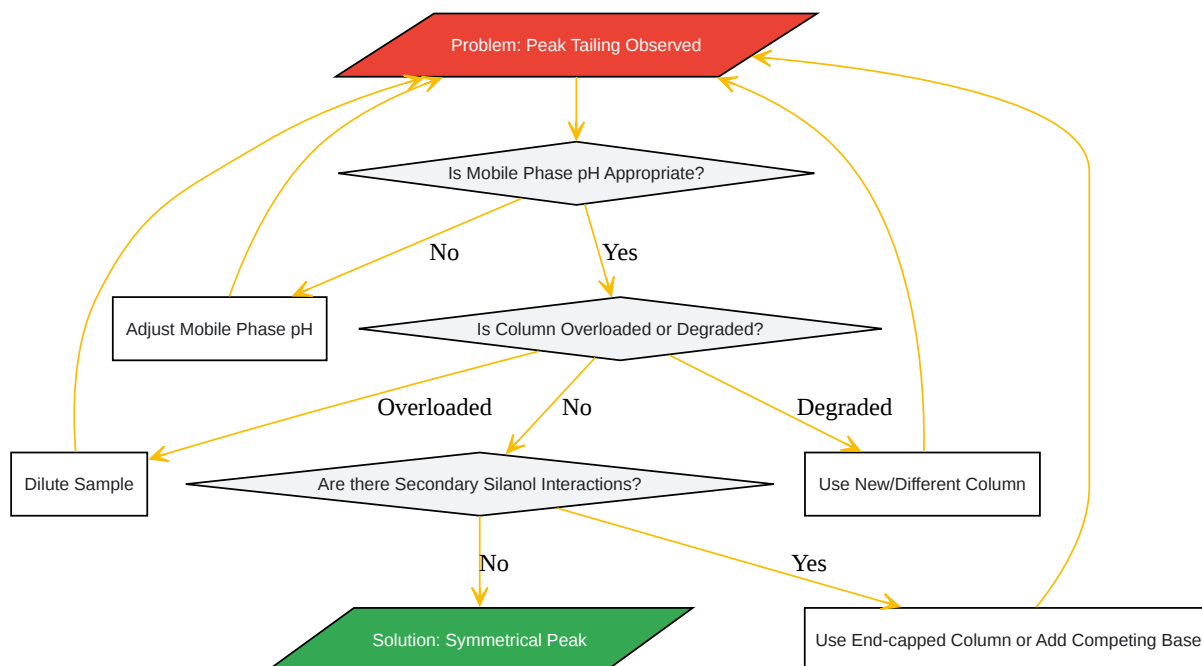 Problem: Peak Tailing Observed
Is Mobile Phase pH Appropriate?
No
Yes
Adjust Mobile Phase pH
Is Column Overloaded or Degraded?
Overloaded
No
Degraded
Dilute Sample
Are there Secondary Silanol Interactions?
Use New/Different Column
No
Yes
Solution: Symmetrical Peak
Use End-capped Column or Add Competing Base